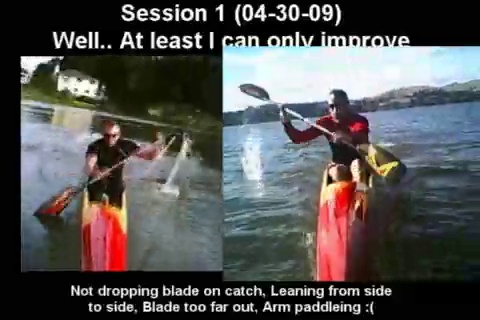 Session 1 (04-30-09)
Well.. At least I can only improve
Not dropping blade on catch, Leaning from side
to side, Blade too far out, Arm paddleing :(